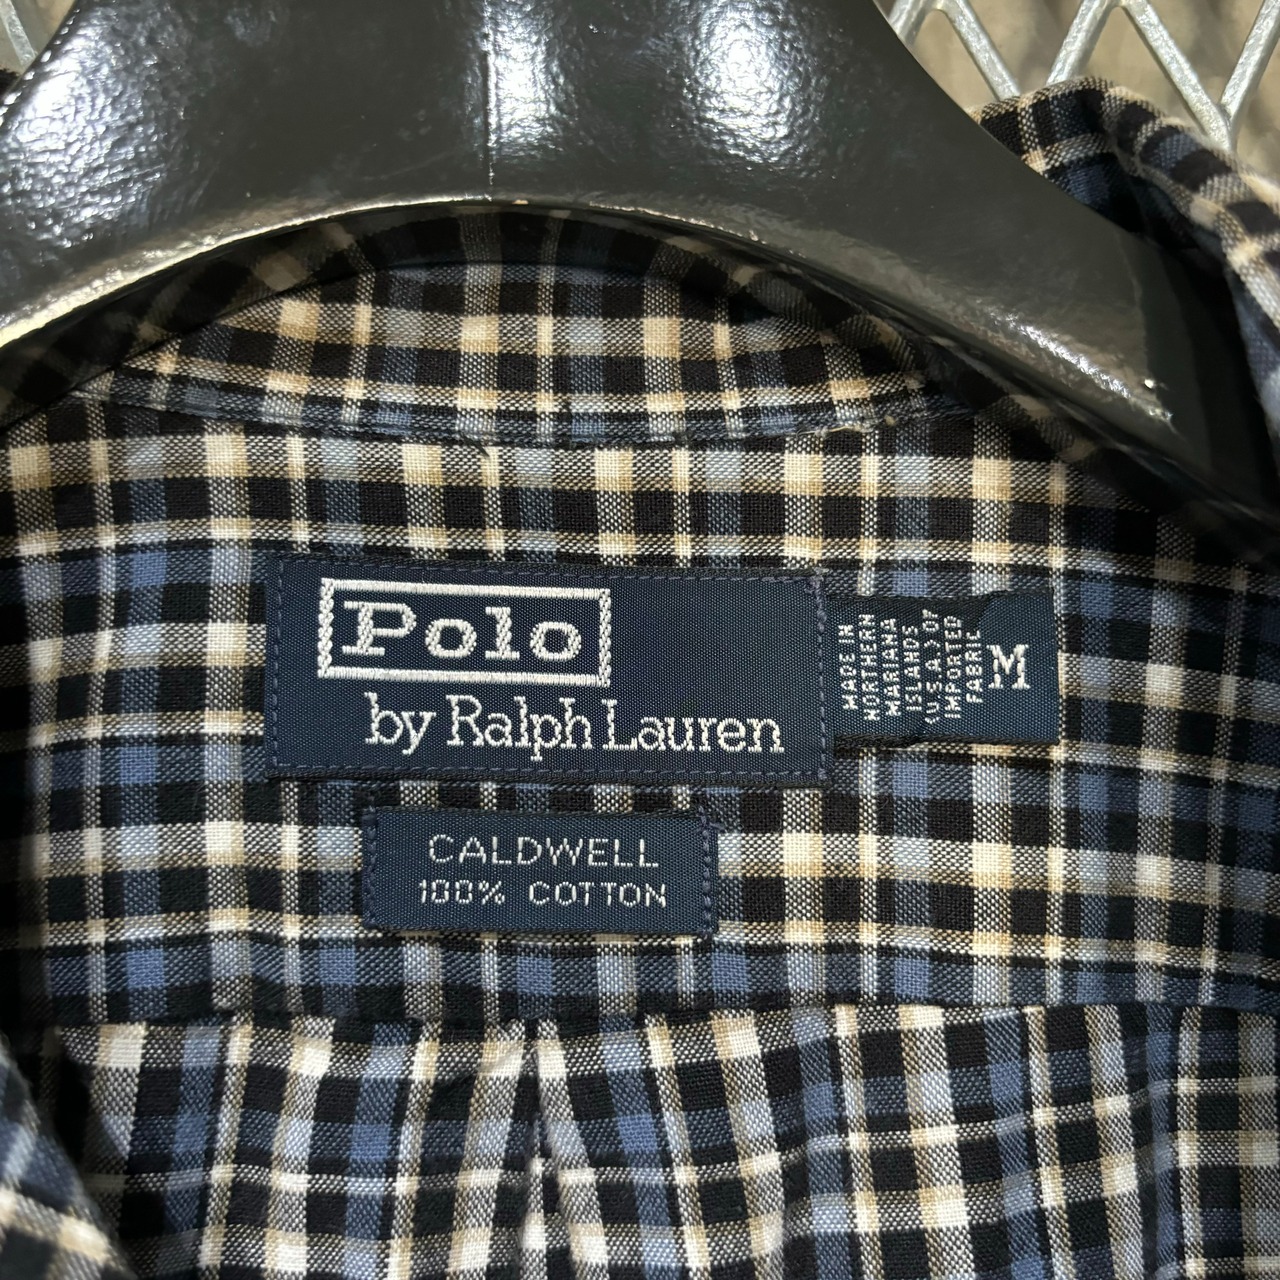 Polo
by Ralph Lauren
MADE IN
NORTHERN
MARIANA
ISLANDS
(U.S.A.) OF
IMPORTED
FABRIC
M
CALDWELL
100% COTTON